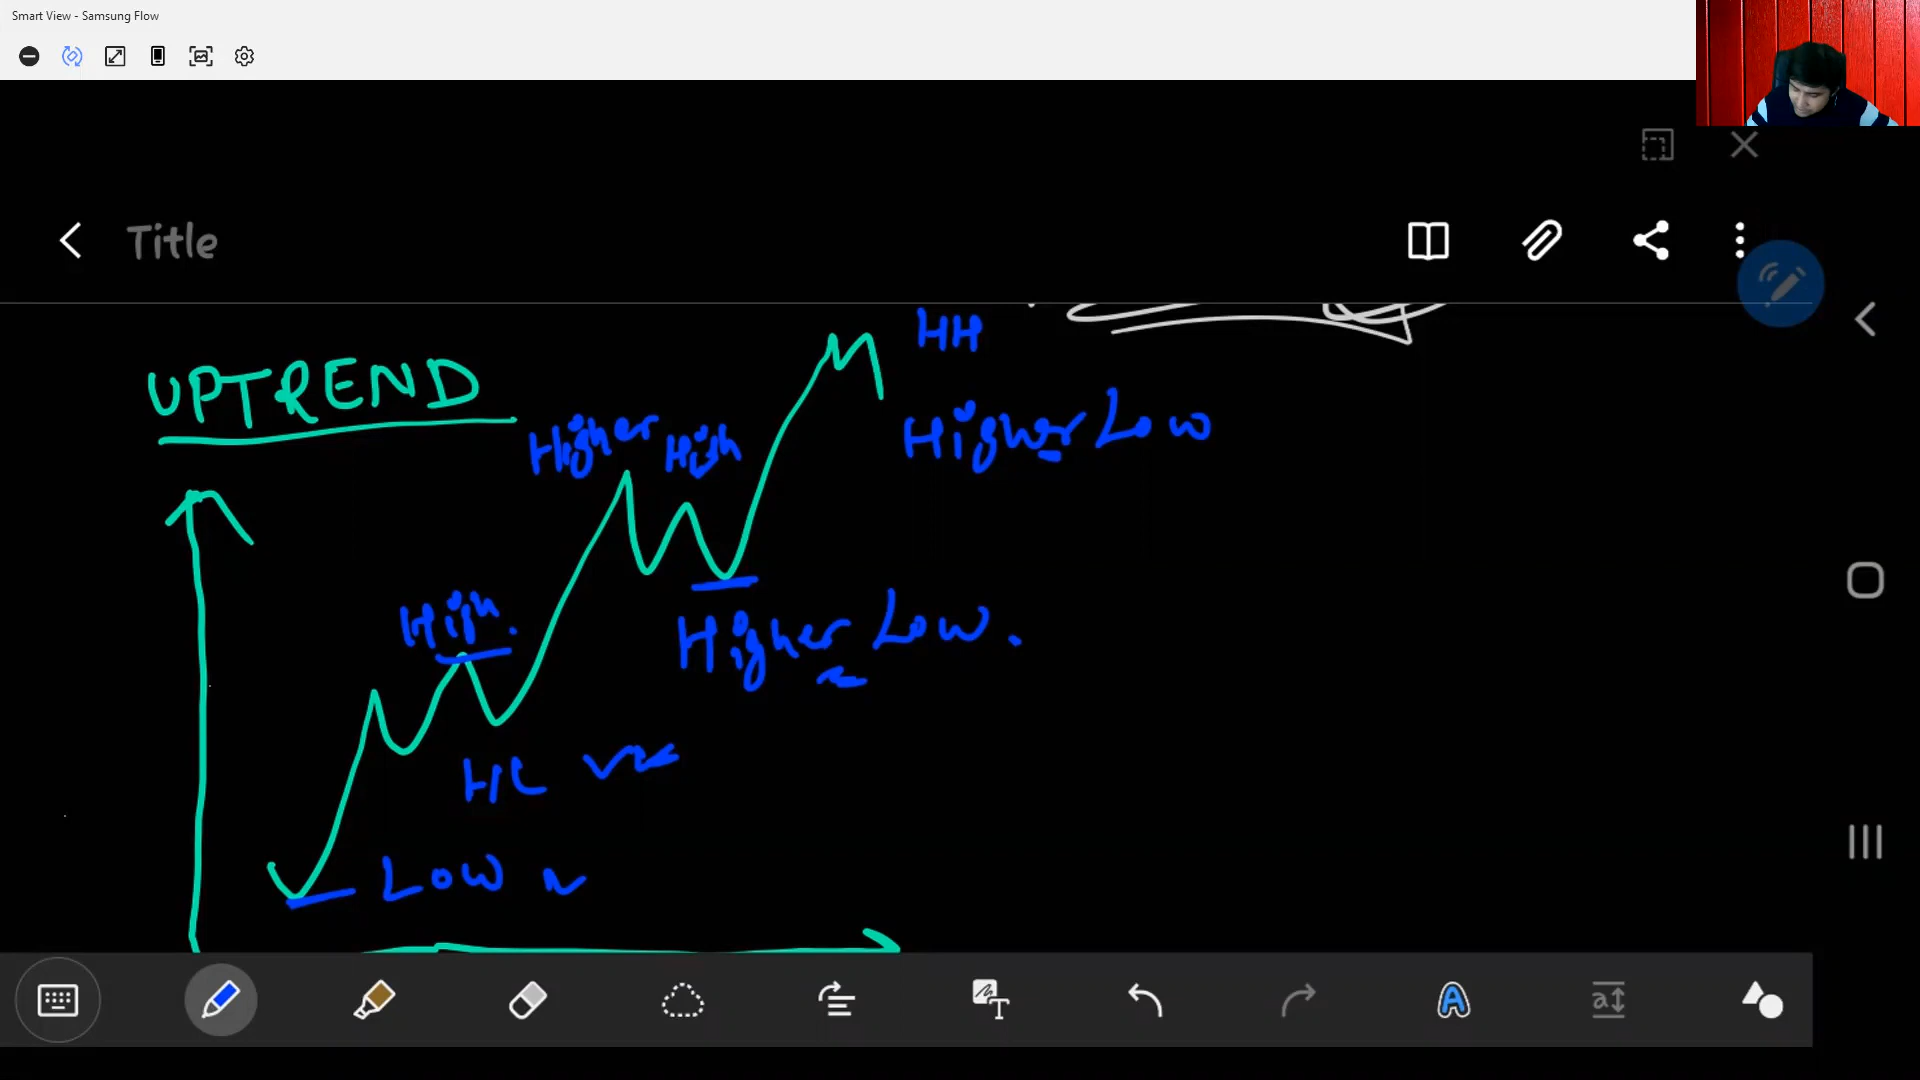 Smart View - Samsung Flow
Title
HH
UPTREND
Higher Low
Higher High
High.
Higher Low.
HL
Low